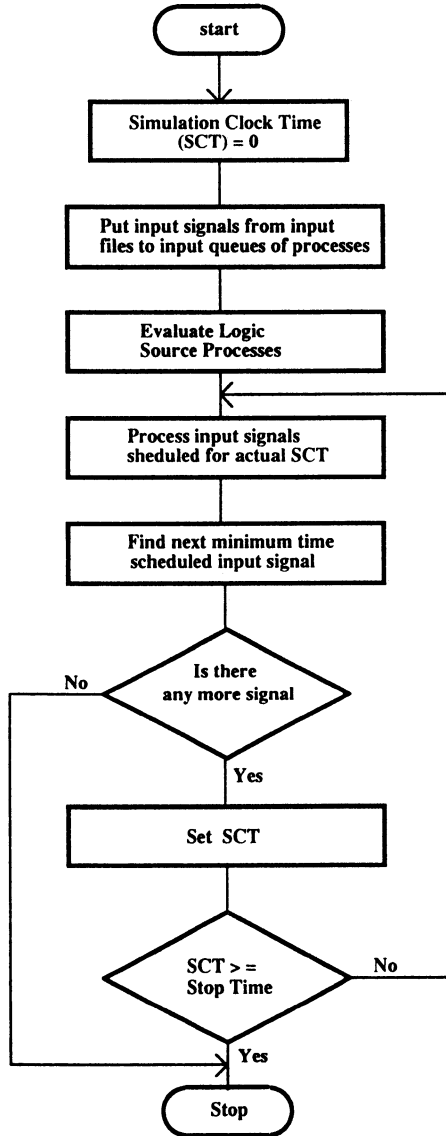 start
Simulation Clock Time
(SCT) = 0
Put input signals from input
files to input queues of processes
Evaluate Logic
Source Processes
Process input signals
sheduled for actual SCT
Find next minimum time
scheduled input signal
Is there
any more signal
No
Yes
Set SCT
SCT > =
Stop Time
No
Yes
Stop